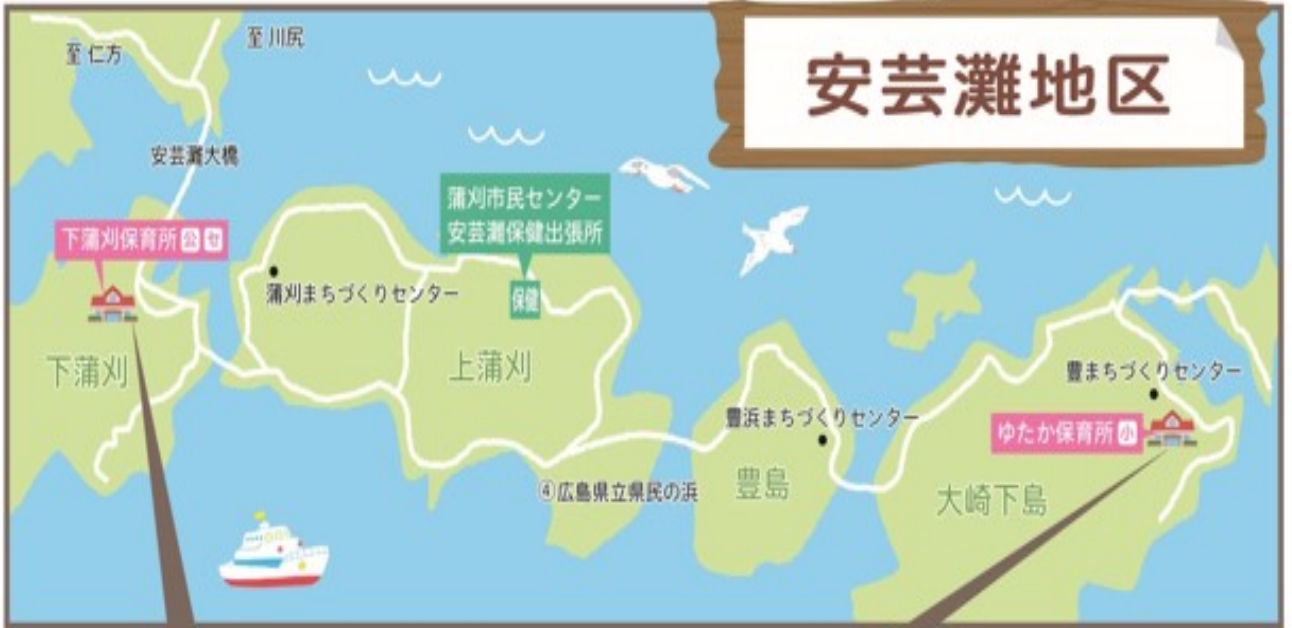 安芸灘地区
至 仁方
至 川尻
安芸灘大橋
下蒲刈保育所 公 セ
蒲刈市民センター
安芸灘保健出張所
保健
蒲刈まちづくりセンター
下蒲刈
上蒲刈
豊まちづくりセンター
豊浜まちづくりセンター
ゆたか保育所 小
④広島県立県民の浜
豊島
大崎下島